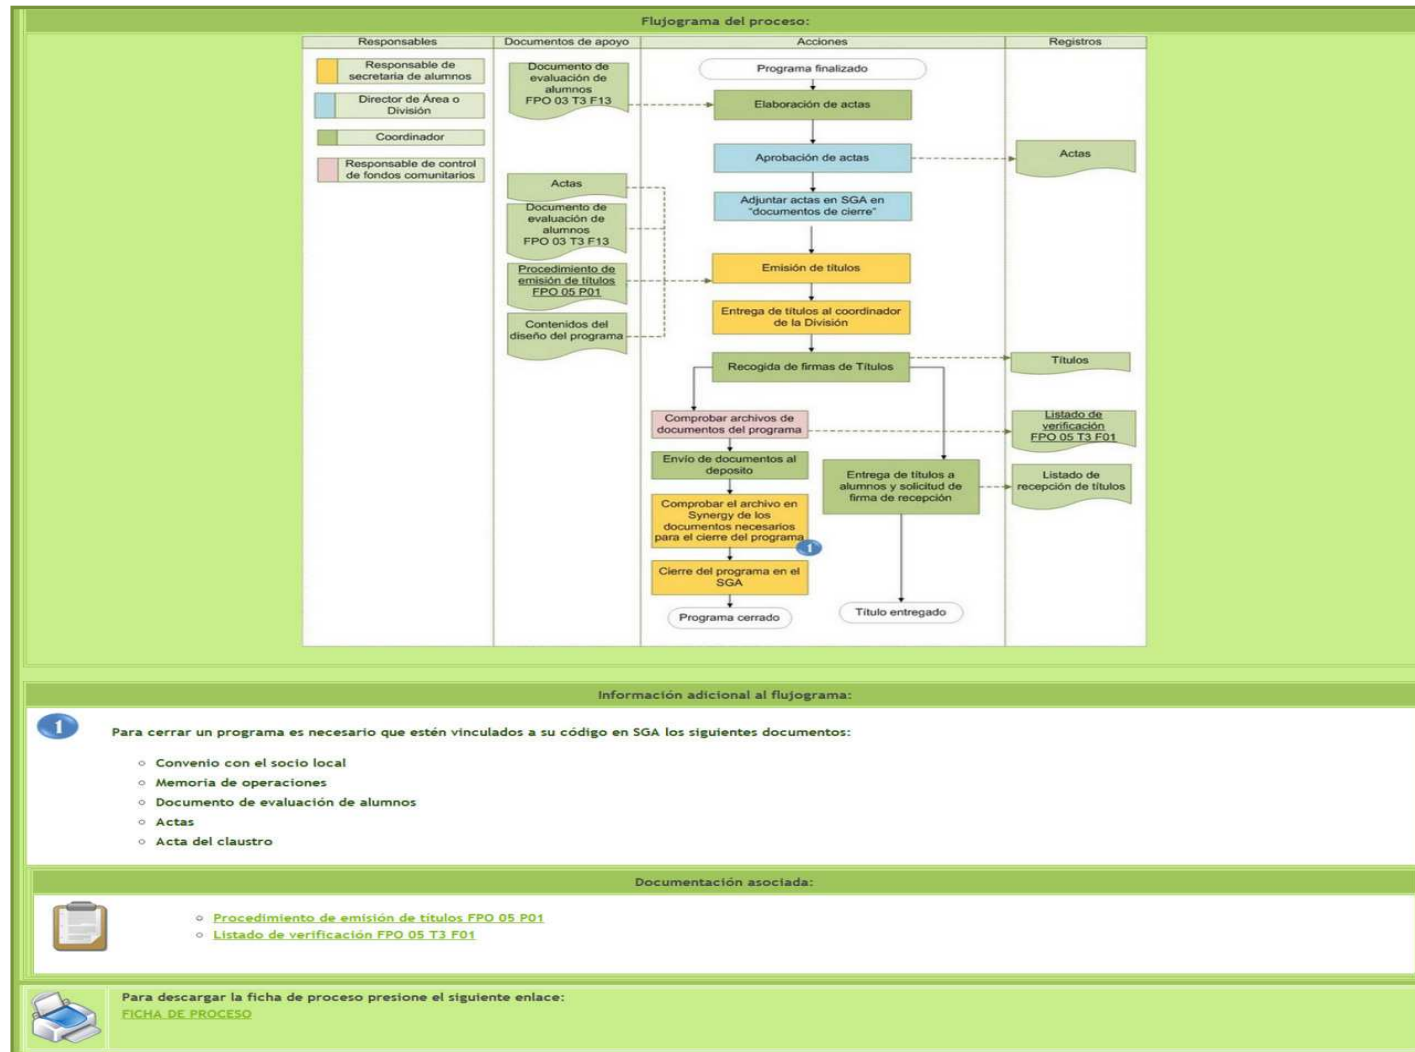 Flujograma del proceso:
Responsables
Documentos de apoyo
Acciones
Registros
Responsable de
secretaria de alumnos
Director de Área o
División
Coordinador
Responsable de control
de fondos comunitarios
Documento de
evaluación de
alumnos
FPO 03 T3 F13
Actas
Documento de
evaluación de
alumnos
FPO 03 T3 F13
Procedimiento de
emisión de títulos
FPO 05 P01
Contenidos del
diseño del programa
Programa finalizado
Elaboración de actas
Aprobación de actas
Adjuntar actas en SGA en
"documentos de cierre"
Emisión de títulos
Entrega de títulos al coordinador
de la División
Recogida de firmas de Títulos
Comprobar archivos de
documentos del programa
Envío de documentos al
deposito
Comprobar el archivo en
Synergy de los
documentos necesarios
para el cierre del programa
1
Cierre del programa en el
SGA
Programa cerrado
Entrega de títulos a
alumnos y solicitud de
firma de recepción
Título entregado
Actas
Títulos
Listado de
verificación
FPO 05 T3 F01
Listado de
recepción de títulos
Información adicional al flujograma:
1
Para cerrar un programa es necesario que estén vinculados a su código en SGA los siguientes documentos:
Convenio con el socio local
Memoria de operaciones
Documento de evaluación de alumnos
Actas
Acta del claustro
Documentación asociada:
Procedimiento de emisión de títulos FPO 05 P01
Listado de verificación FPO 05 T3 F01
Para descargar la ficha de proceso presione el siguiente enlace:
FICHA DE PROCESO